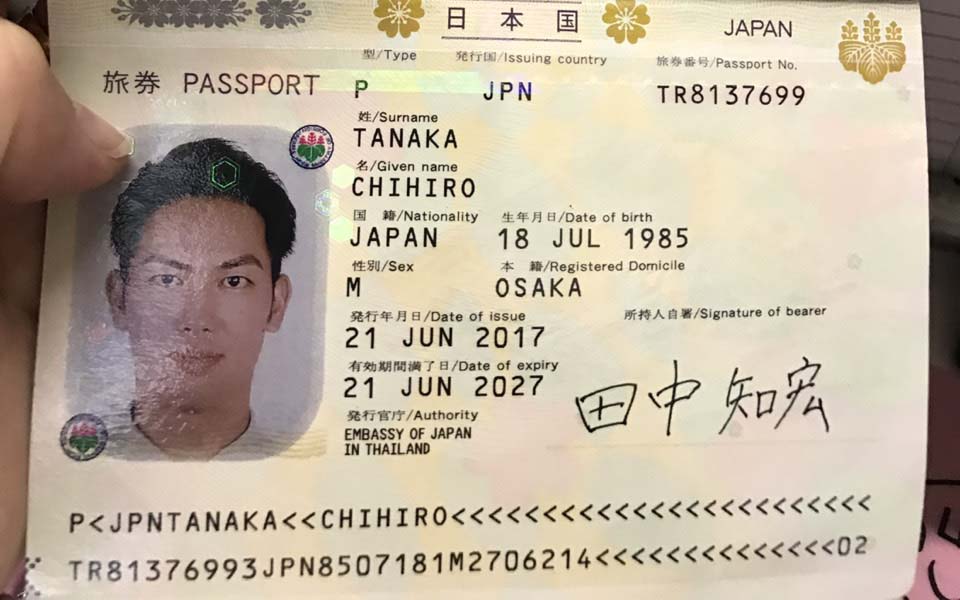 日本国 JAPAN
型/Type 発行国/Issuing country 旅券番号/Passport No.
旅券 PASSPORT P JPN TR8137699
姓/Surname
TANAKA
名/Given name
CHIHIRO
国 籍/Nationality 生年月日/Date of birth
JAPAN 18 JUL 1985
性別/Sex 本 籍/Registered Domicile
M OSAKA
発行年月日/Date of issue 所持人自署/Signature of bearer
21 JUN 2017
有効期間満了日/Date of expiry
21 JUN 2027
田中 知宏
発行官庁/Authority
EMBASSY OF JAPAN
IN THAILAND
P<JPNTANAKA<<CHIHIRO<<<<<<<<<<<<<<<<<<<<<<<<
TR81376993JPN8507181M2706214<<<<<<<<<<<<<<02